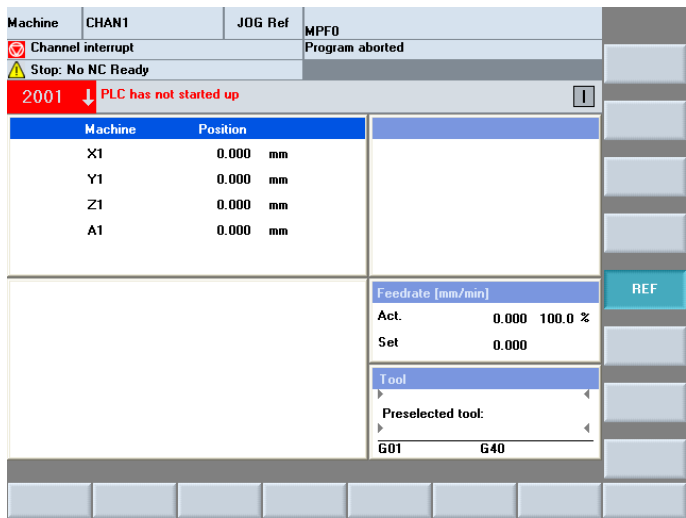 Machine CHAN1 JOG Ref MPF0
Channel interrupt Program aborted
Stop: No NC Ready
2001 PLC has not started up
Machine Position
X1 0.000 mm
Y1 0.000 mm
Z1 0.000 mm
A1 0.000 mm
REF
Feedrate [mm/min]
Act. 0.000 100.0 %
Set 0.000
Tool
Preselected tool:
G01 G40